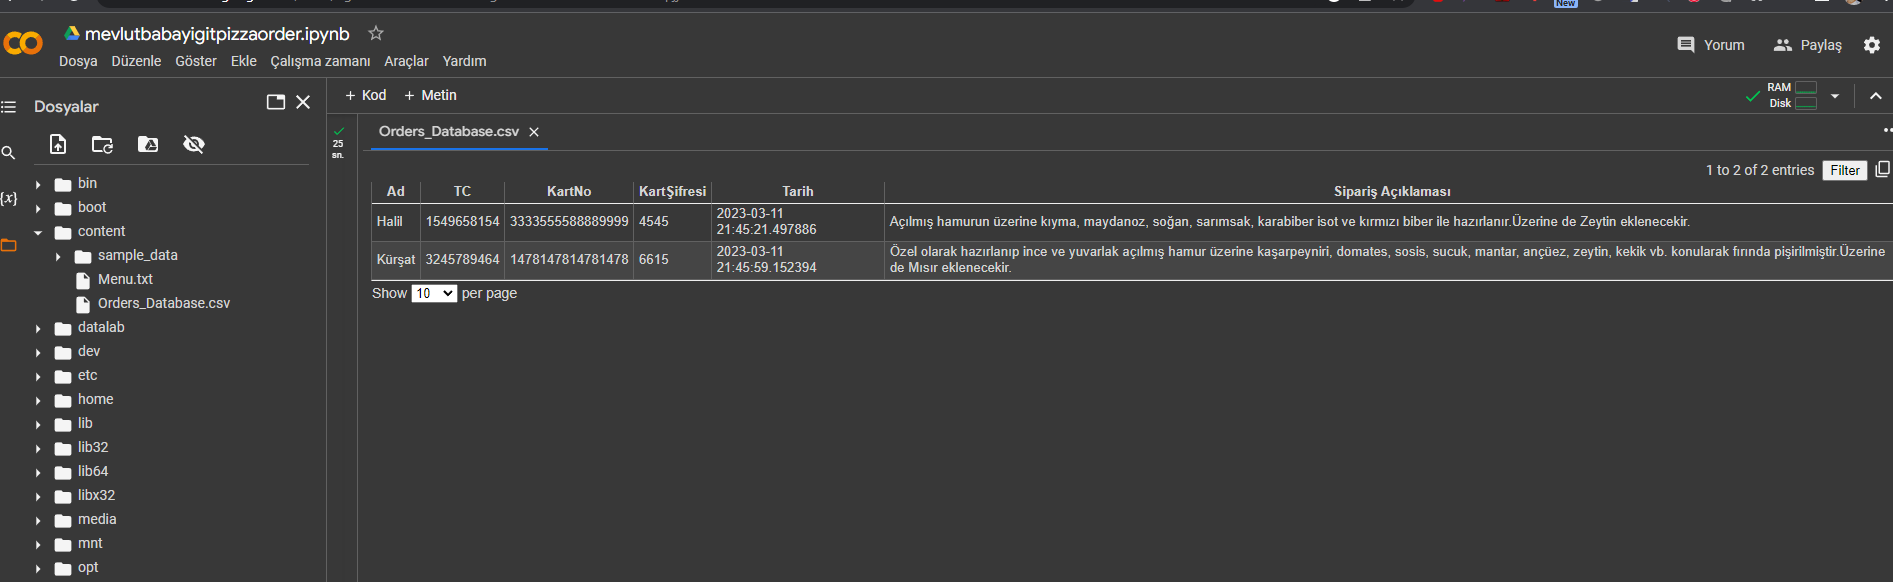 New
mevlutbabayigitpizzaorder.ipynb
Dosya Düzenle Göster Ekle Çalışma zamanı Araçlar Yardım
Yorum Paylaş
Dosyalar
+ Kod + Metin
RAM
Disk
25
sn.
Orders_Database.csv
1 to 2 of 2 entries Filter
Ad TC KartNo KartŞifresi Tarih Sipariş Açıklaması
Halil 1549658154 3333555588889999 4545 2023-03-11
21:45:21.497886
Açılmış hamurun üzerine kıyma, maydanoz, soğan, sarımsak, karabiber isot ve kırmızı biber ile hazırlanır.Üzerine de Zeytin eklenecekir.
Kürşat 3245789464 1478147814781478 6615 2023-03-11
21:45:59.152394
Özel olarak hazırlanıp ince ve yuvarlak açılmış hamur üzerine kaşarpeyniri, domates, sosis, sucuk, mantar, ançüez, zeytin, kekik vb. konularak fırında pişirilmiştir.Üzerine
de Mısır eklenecekir.
Show 10 per page
{x}
bin
boot
content
sample_data
Menu.txt
Orders_Database.csv
datalab
dev
etc
home
lib
lib32
lib64
libx32
media
mnt
opt